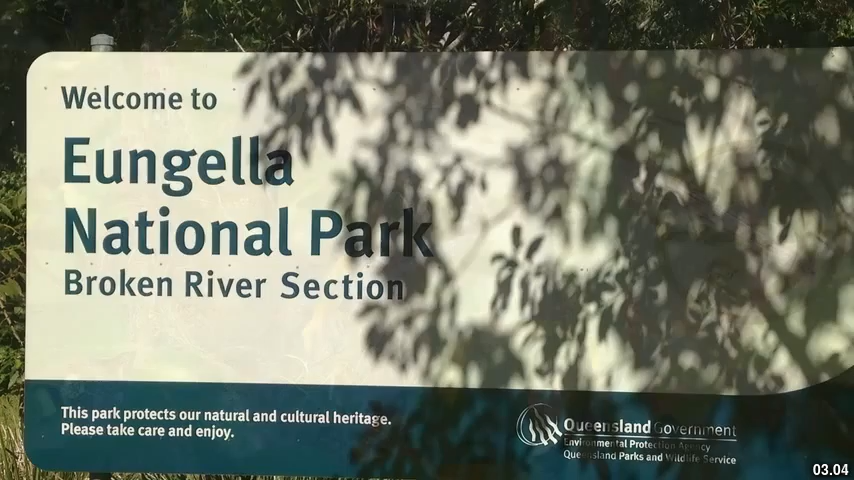 Welcome to
Eungella
National Park
Broken River Section
This park protects our natural and cultural heritage.
Please take care and enjoy.
Queensland Government
Environmental Protection Agency
Queensland Parks and Wildlife Service
03.04